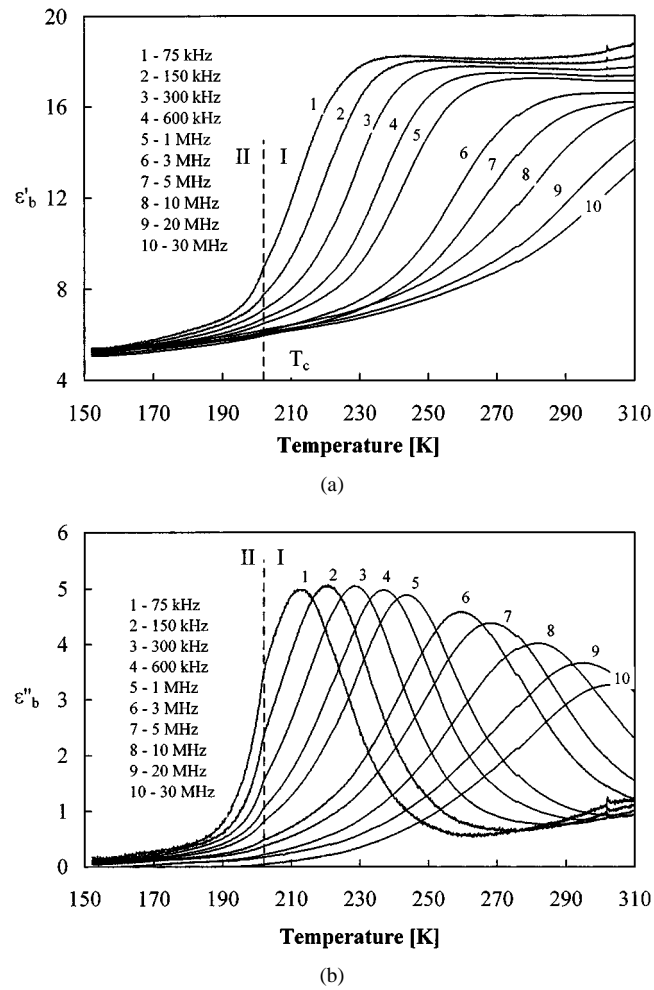 20
16
12
8
4
ε'b
1 - 75 kHz
2 - 150 kHz
3 - 300 kHz
4 - 600 kHz
5 - 1 MHz
6 - 3 MHz
7 - 5 MHz
8 - 10 MHz
9 - 20 MHz
10 - 30 MHz
II I
1 2 3 4 5 6 7 8 9 10
Tc
150 170 190 210 230 250 270 290 310
Temperature [K]
(a)
6
5
4
3
2
1
0
ε''b
II I
1 - 75 kHz
2 - 150 kHz
3 - 300 kHz
4 - 600 kHz
5 - 1 MHz
6 - 3 MHz
7 - 5 MHz
8 - 10 MHz
9 - 20 MHz
10 - 30 MHz
1 2 3 4 5 6 7 8 9 10
150 170 190 210 230 250 270 290 310
Temperature [K]
(b)